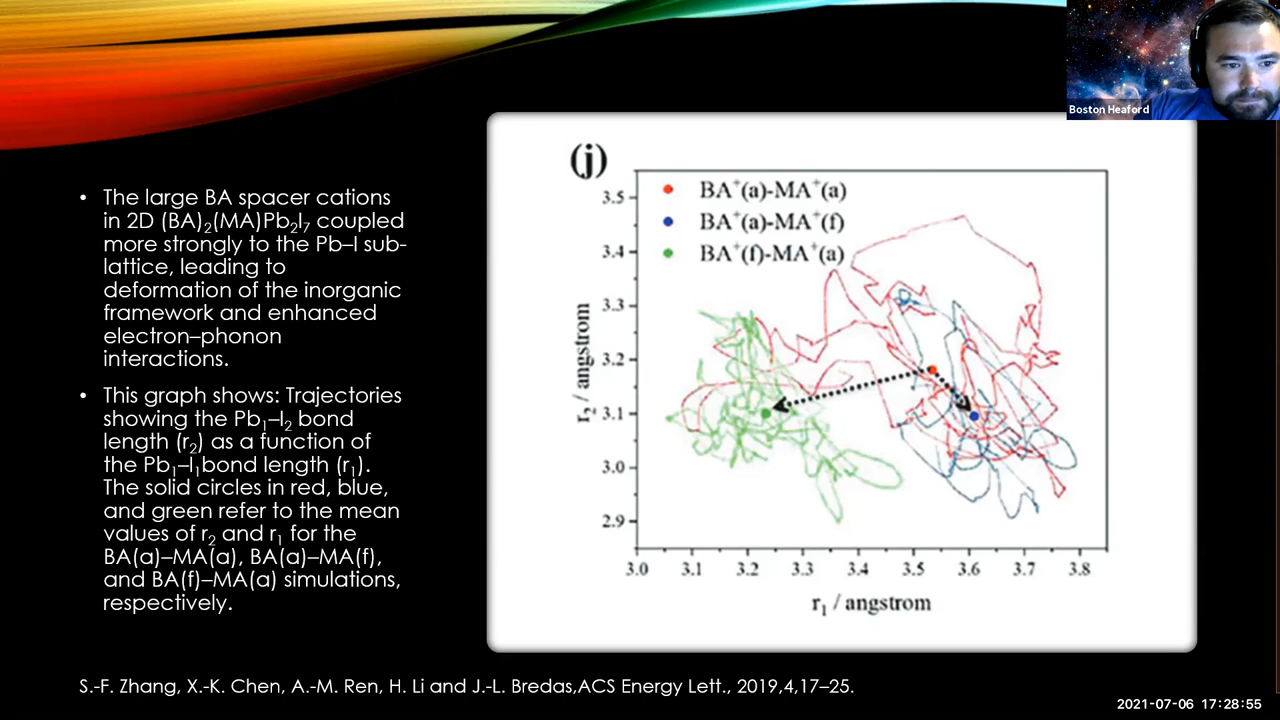 Boston Heaford
• The large BA spacer cations
in 2D (BA)₂(MA)Pb₂I₇ coupled
more strongly to the Pb–I sub-
lattice, leading to
deformation of the inorganic
framework and enhanced
electron–phonon
interactions.
• This graph shows: Trajectories
showing the Pb₁–I₂ bond
length (r₂) as a function of
the Pb₁–I₁bond length (r₁).
The solid circles in red, blue,
and green refer to the mean
values of r₂ and r₁ for the
BA(a)–MA(a), BA(a)–MA(f),
and BA(f)–MA(a) simulations,
respectively.
(j)
BA⁺(a)-MA⁺(a)
BA⁺(a)-MA⁺(f)
BA⁺(f)-MA⁺(a)
r₂ / angstrom
3.5
3.4
3.3
3.2
3.1
3.0
2.9
3.0 3.1 3.2 3.3 3.4 3.5 3.6 3.7 3.8
r₁ / angstrom
S.-F. Zhang, X.-K. Chen, A.-M. Ren, H. Li and J.-L. Bredas,ACS Energy Lett., 2019,4,17–25.
2021-07-06 17:28:55